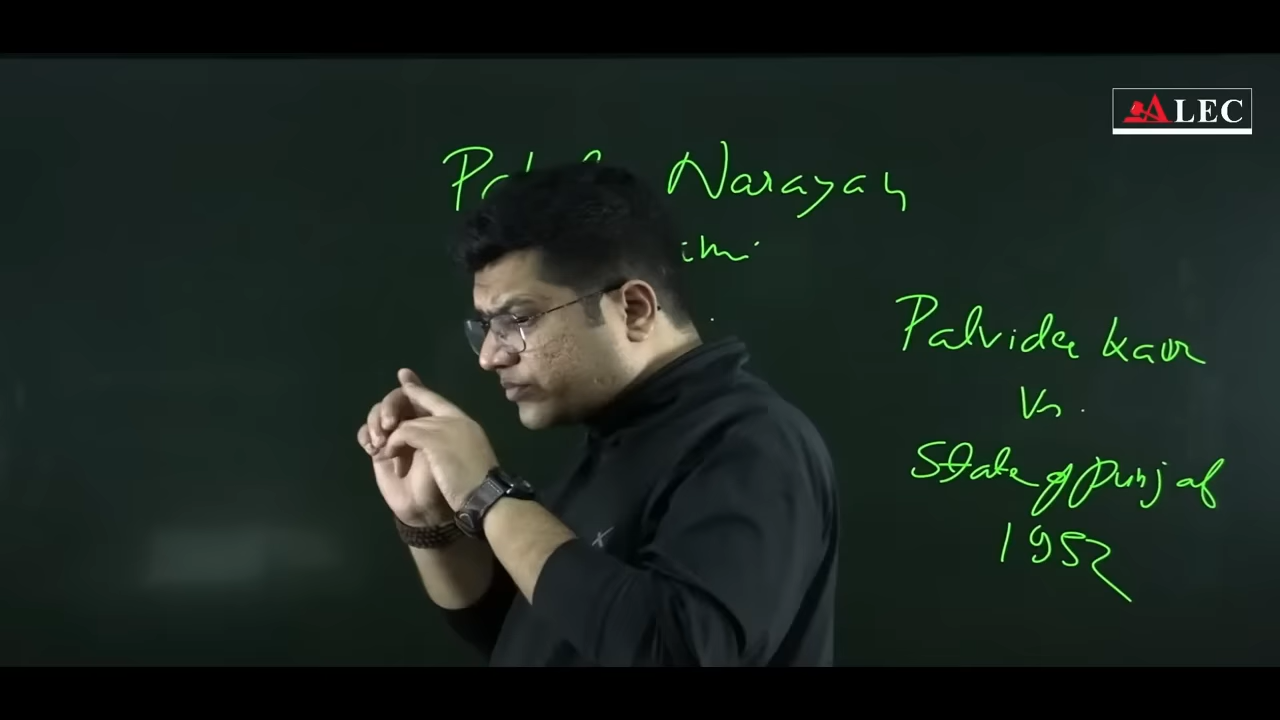 ALEC
Narayan
Palvider kaur
Vs.
State of Punjab
1952